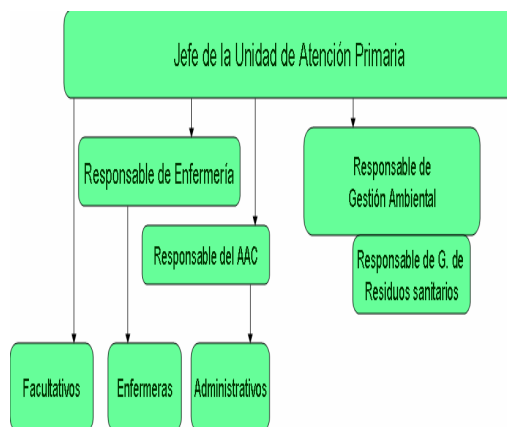 Jefe de la Unidad de Atención Primaria
Responsable de Enfermería
Responsable de
Gestión Ambiental
Responsable del AAC
Responsable de G. de
Residuos sanitarios
Facultativos
Enfermeras
Administrativos